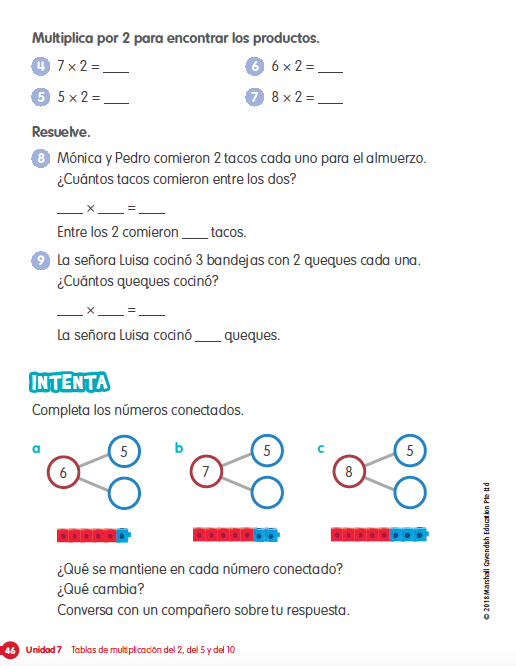 Multiplica por 2 para encontrar los productos.
4 7 × 2 = ____
6 6 × 2 = ____
5 5 × 2 = ____
7 8 × 2 = ____
Resuelve.
8 Mónica y Pedro comieron 2 tacos cada uno para el almuerzo.
¿Cuántos tacos comieron entre los dos?
____ × ____ = ____
Entre los 2 comieron ____ tacos.
9 La señora Luisa cocinó 3 bandejas con 2 queques cada una.
¿Cuántos queques cocinó?
____ × ____ = ____
La señora Luisa cocinó ____ queques.
INTENTA
Completa los números conectados.
a 6 5
b 7 5
c 8 5
¿Qué se mantiene en cada número conectado?
¿Qué cambia?
Conversa con un compañero sobre tu respuesta.
© 2018 Marshall Cavendish Education Pte Ltd
46 Unidad 7 Tablas de multiplicación del 2, del 5 y del 10